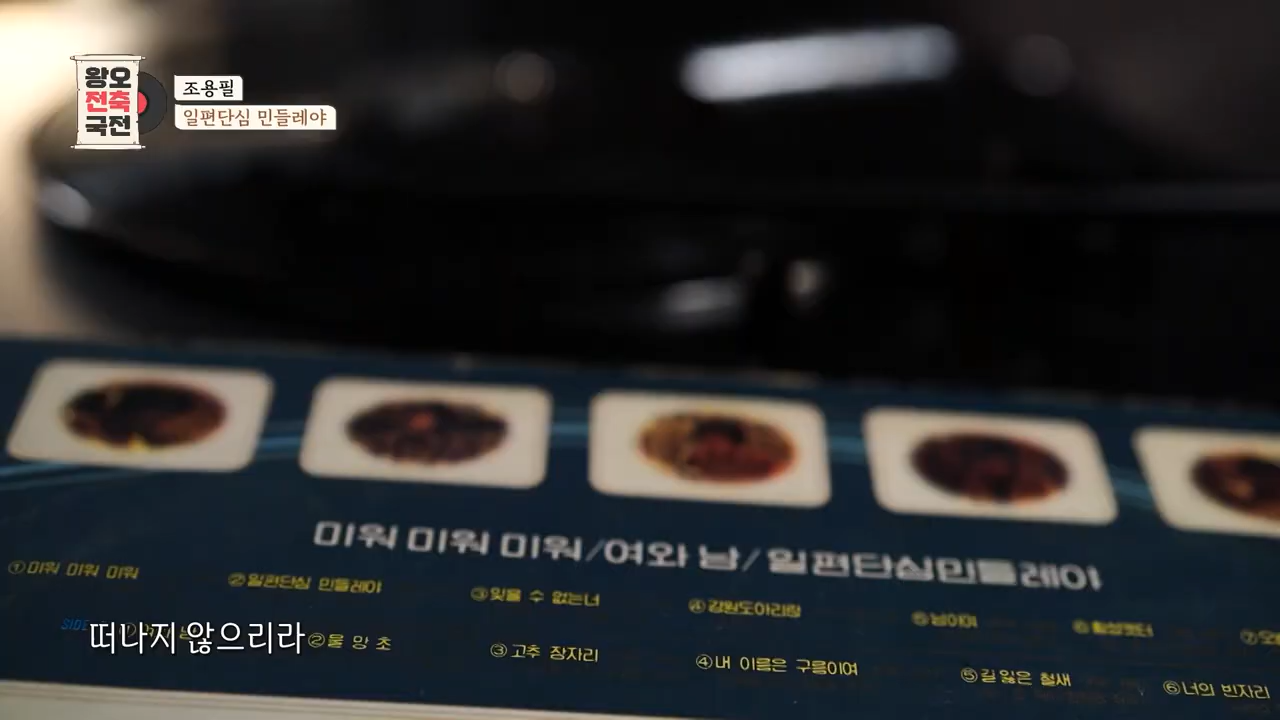 왕오
전축
국전
조용필
일편단심 민들레야
미워 미워 미워/여와 남/일편단심민들레야
①미워 미워 미워 ②일편단심 민들레야 ③잊을 수 없는너 ④강원도아리랑 ⑤님이여 ⑥
SIDE ② 물 망 초 ③ 고추 잠자리 ④내 이름은 구름이여 ⑤길 잃은 철새 ⑥너의 빈자리
떠나지 않으리라